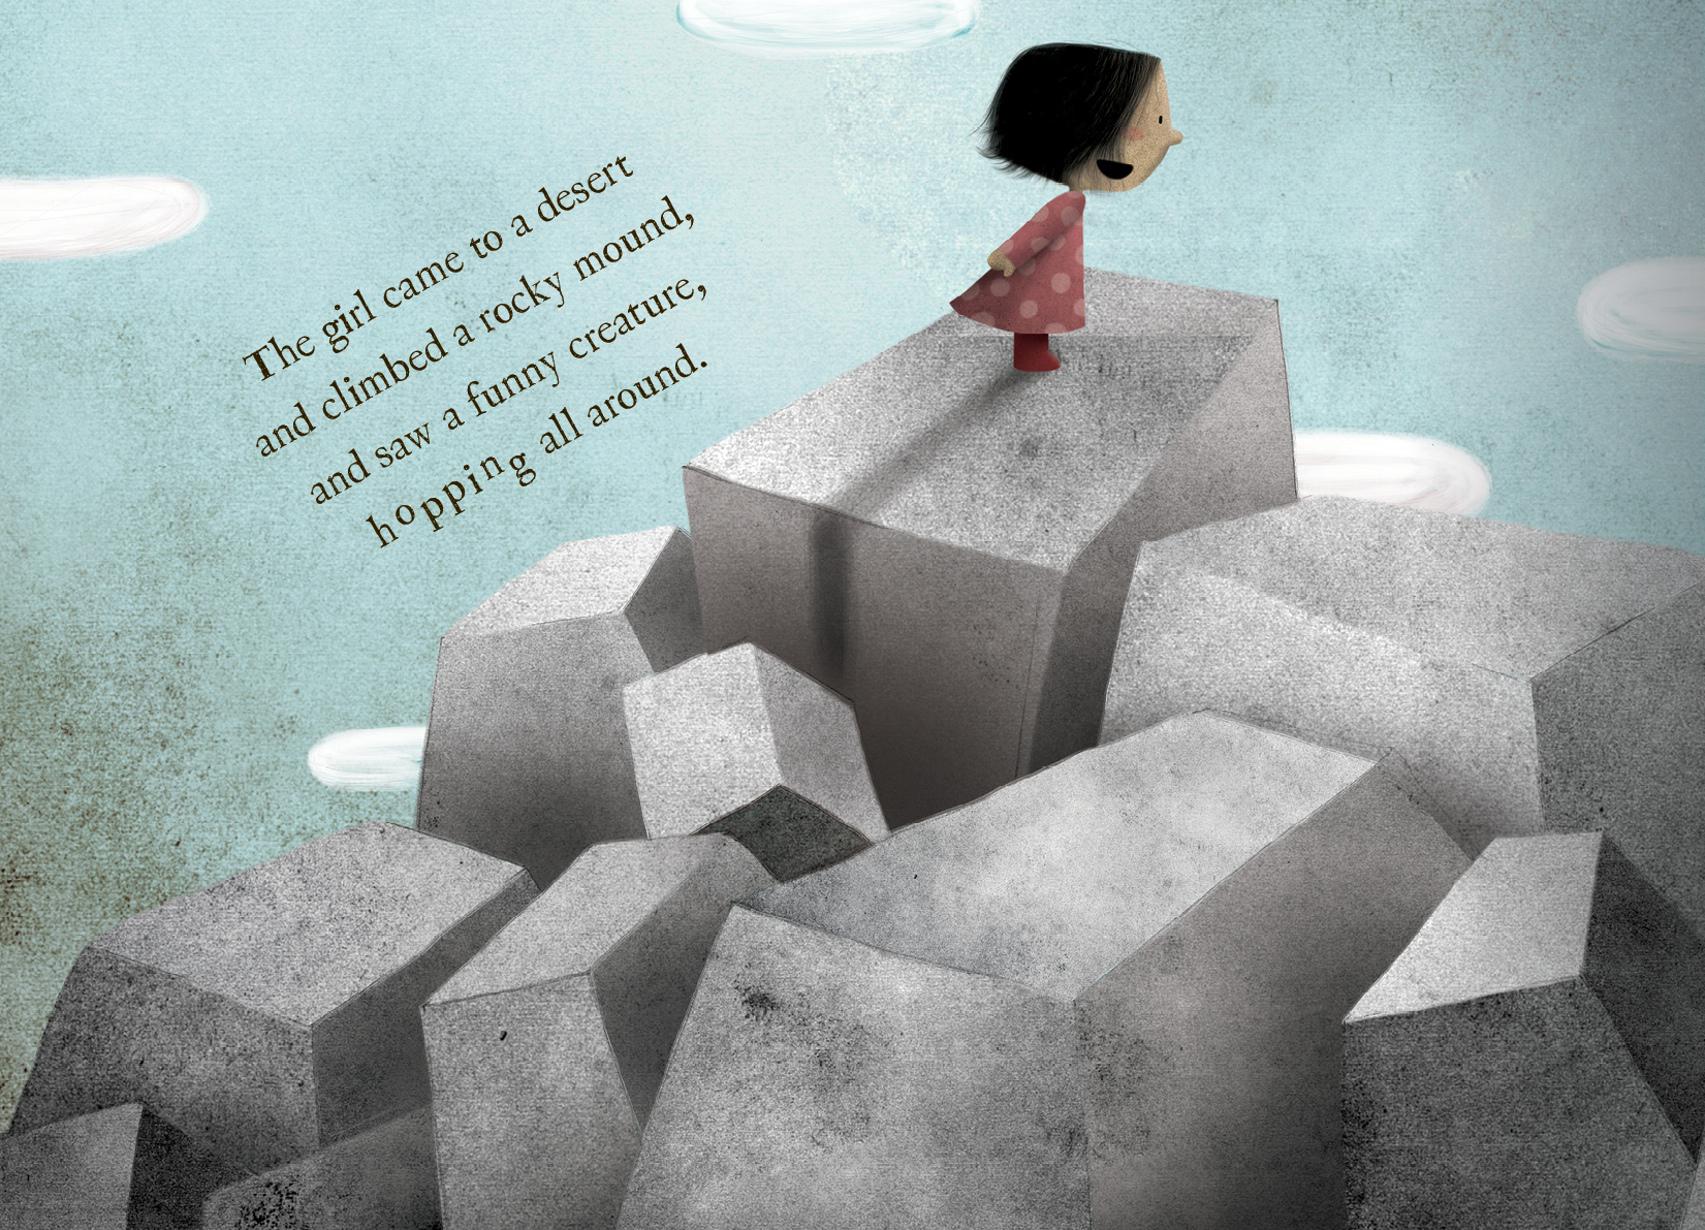 The girl came to a desert
and climbed a rocky mound,
and saw a funny creature,
hopping all around.